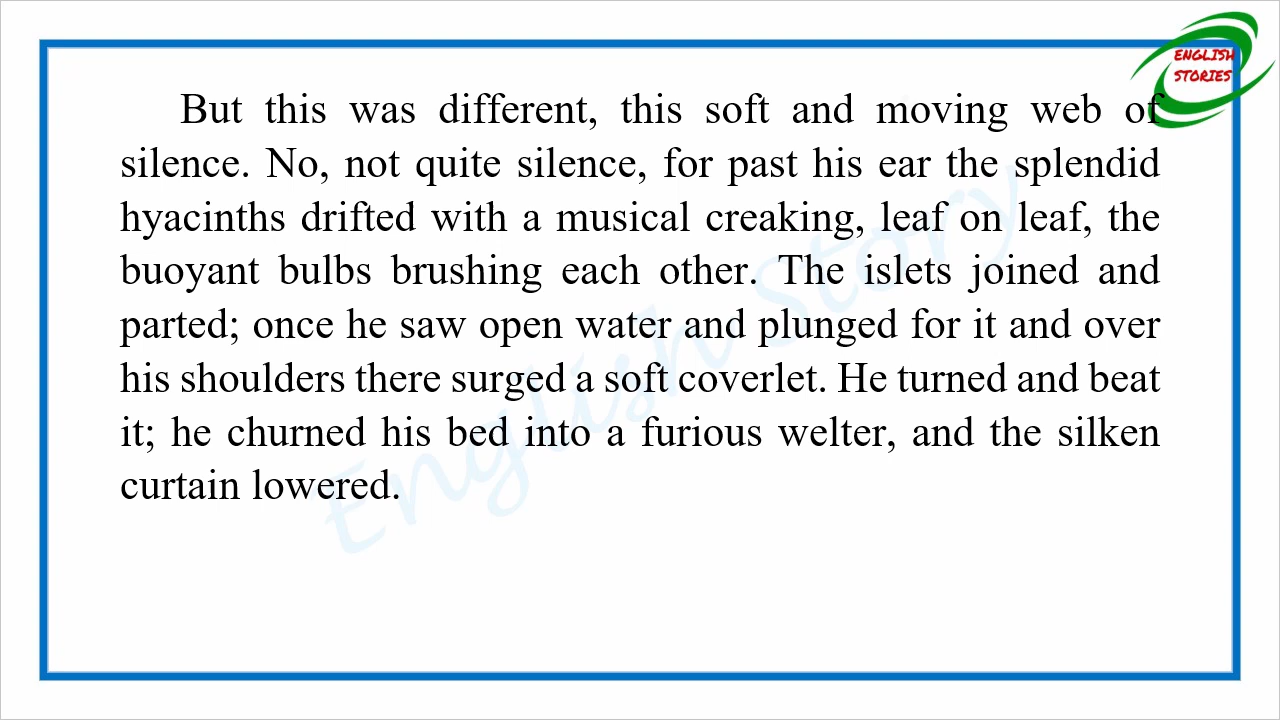 ENGLISH
STORIES
But this was different, this soft and moving web of
silence. No, not quite silence, for past his ear the splendid
hyacinths drifted with a musical creaking, leaf on leaf, the
buoyant bulbs brushing each other. The islets joined and
parted; once he saw open water and plunged for it and over
his shoulders there surged a soft coverlet. He turned and beat
it; he churned his bed into a furious welter, and the silken
curtain lowered.
English Story